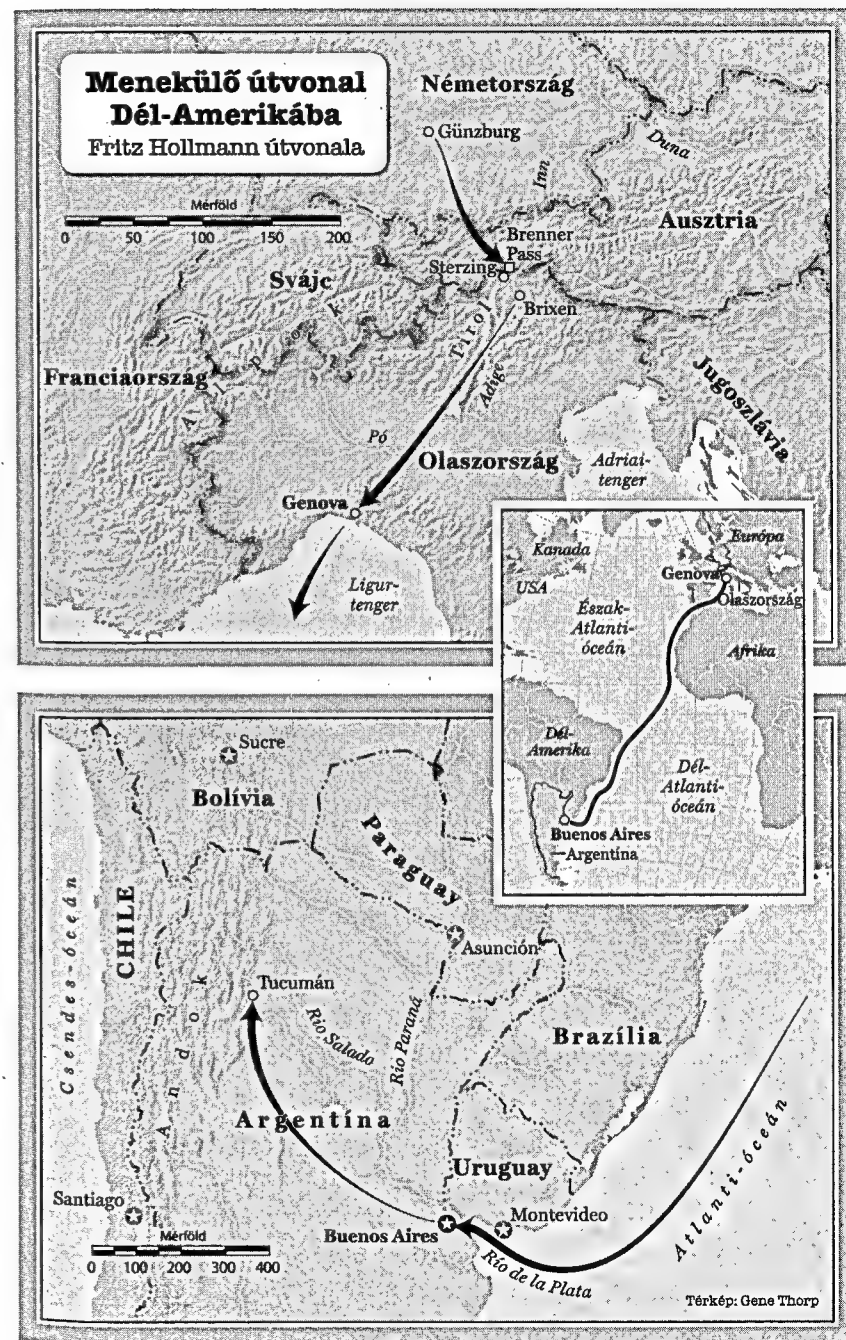 Menekülő útvonal
Dél-Amerikába
Fritz Hollmann útvonala
Németország
Günzburg
Duna
Inn
Mérföld
0 50 100 150 200
Ausztria
Brenner
Pass
Sterzing
Svájc
Brixen
Tirol
Alpok
Franciaország
Adige
Jugoszlávia
Pó
Olaszország
Adriai-
tenger
Genova
Ligur-
tenger
Kanada
Európa
Genova
USA
Olaszország
Észak-
Atlanti-
óceán
Afrika
Dél-
Amerika
Dél-
Atlanti-
óceán
Buenos Aires
Argentína
Sucre
Bolívia
Paraguay
Csendes-óceán
CHILE
Asunción
Tucumán
Andok
Río Salado
Río Paraná
Brazília
Argentína
Uruguay
Atlanti-óceán
Santiago
Montevideo
Buenos Aires
Mérföld
0 100 200 300 400
Río de la Plata
Térkép: Gene Thorp